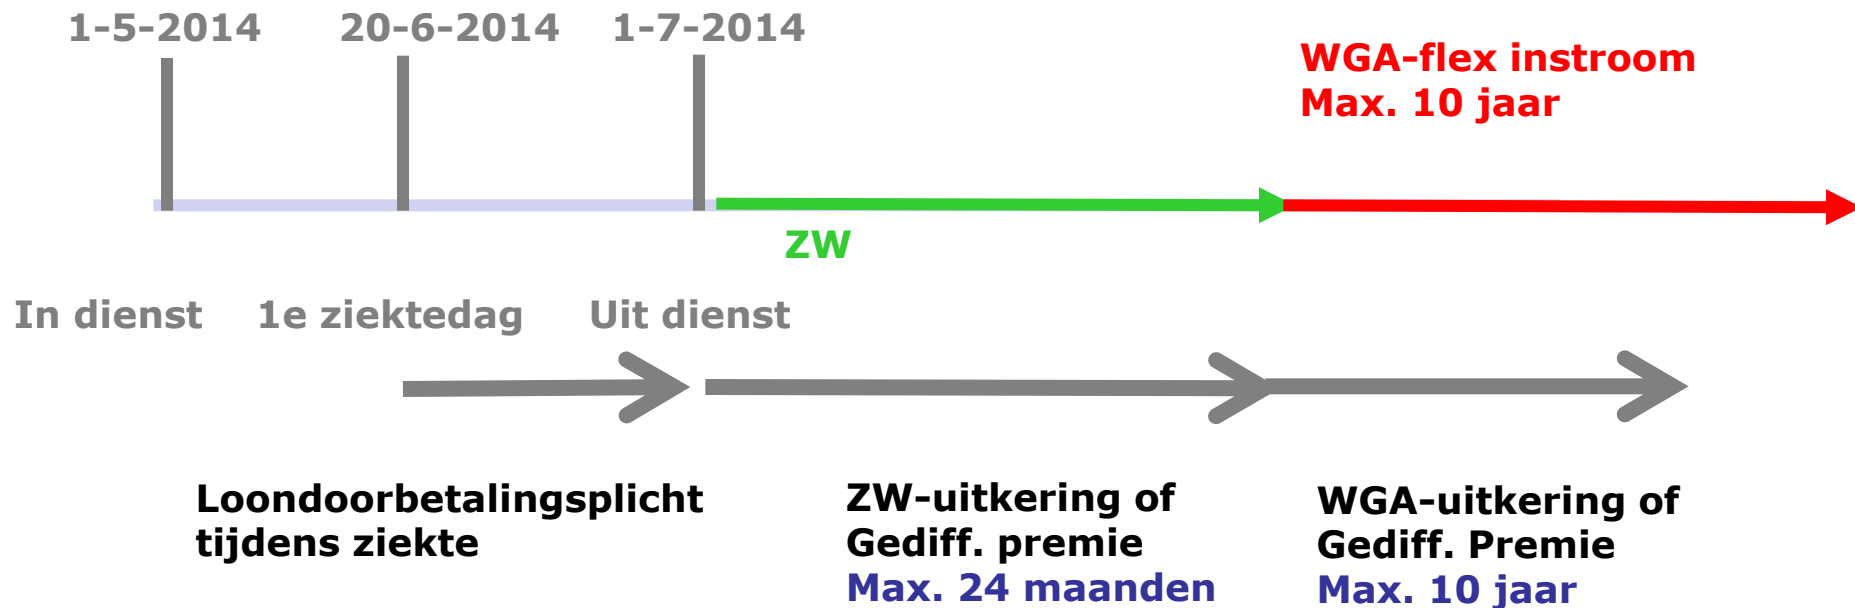 1-5-2014 20-6-2014 1-7-2014
WGA-flex instroom
Max. 10 jaar
ZW
In dienst 1e ziektedag Uit dienst
Loondoorbetalingsplicht
tijdens ziekte
ZW-uitkering of
Gediff. premie
Max. 24 maanden
WGA-uitkering of
Gediff. Premie
Max. 10 jaar